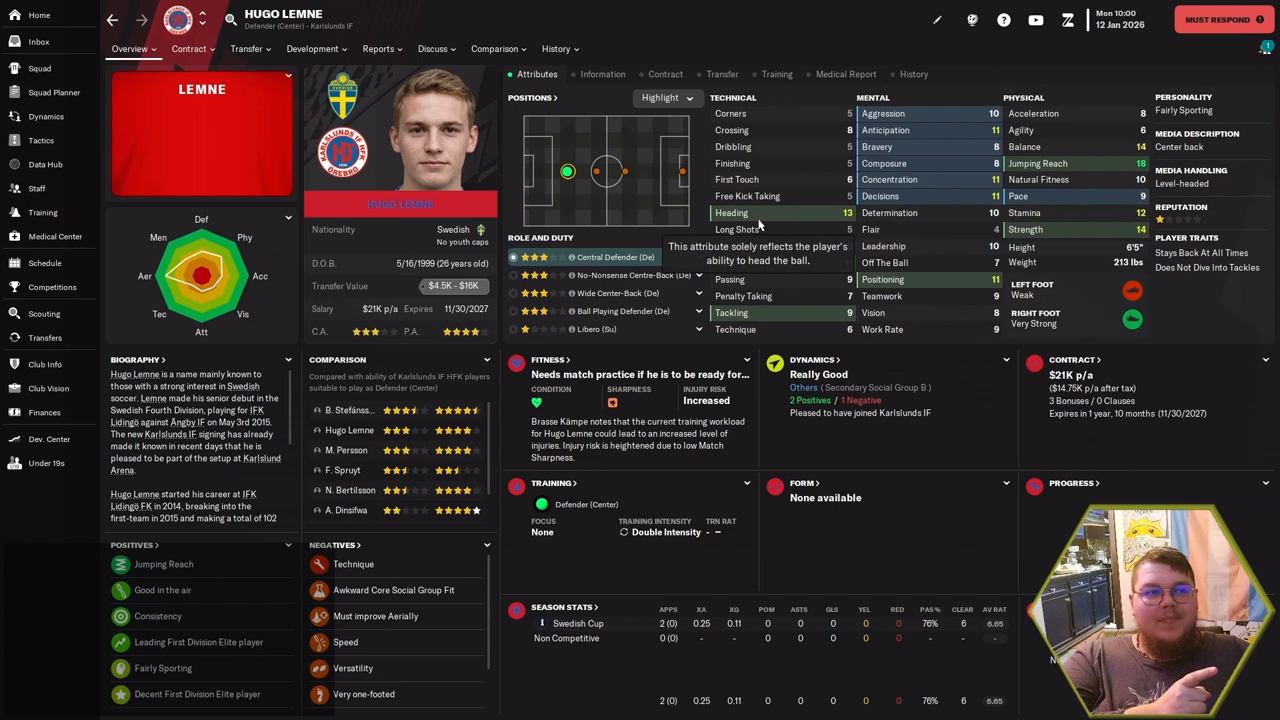 HUGO LEMNE
Defender (Center) - Karlslunds IF
Mon 10:00
12 Jan 2026
MUST RESPOND
1
Home
Inbox
Squad
Squad Planner
Dynamics
Tactics
Data Hub
Staff
Training
Medical Center
Schedule
Competitions
Scouting
Transfers
Club Info
Club Vision
Finances
Dev. Center
Under 19s
Overview
Contract
Transfer
Development
Reports
Discuss
Comparison
History
LEMNE
Def
Phy
Acc
Vis
Att
Tec
Aer
Men
SVERIGE
KARLSLUNDS IF HFK
ÖREBRO
HUGO LEMNE
Nationality Swedish
No youth caps
D.O.B. 5/16/1999 (26 years old)
Transfer Value $4.5K - $16K
Salary $21K p/a Expires 11/30/2027
C.A. P.A.
Attributes
Information
Contract
Transfer
Training
Medical Report
History
POSITIONS >
Highlight
ROLE AND DUTY
Central Defender (De)
No-Nonsense Centre-Back (De)
Wide Center-Back (De)
Ball Playing Defender (De)
Libero (Su)
TECHNICAL
Corners 5
Crossing 8
Dribbling 5
Finishing 5
First Touch 6
Free Kick Taking 5
Heading 13
Long Shots 5
This attribute solely reflects the player's
ability to head the ball.
Passing 9
Penalty Taking 7
Tackling 9
Technique 6
MENTAL
Aggression 10
Anticipation 11
Bravery 8
Composure 8
Concentration 11
Decisions 11
Determination 10
Flair 4
Leadership 10
Off The Ball 7
Positioning 11
Teamwork 9
Vision 8
Work Rate 9
PHYSICAL
Acceleration 8
Agility 6
Balance 14
Jumping Reach 18
Natural Fitness 10
Pace 9
Stamina 12
Strength 14
Height 6'5"
Weight 213 lbs
PERSONALITY
Fairly Sporting
MEDIA DESCRIPTION
Center back
MEDIA HANDLING
Level-headed
REPUTATION
PLAYER TRAITS
Stays Back At All Times
Does Not Dive Into Tackles
LEFT FOOT
Weak
RIGHT FOOT
Very Strong
BIOGRAPHY >
Hugo Lemne is a name mainly known to
those with a strong interest in Swedish
soccer. Lemne made his senior debut in the
Swedish Fourth Division, playing for IFK
Lidingö against Ängby IF on May 3rd 2015.
The new Karlslunds IF signing has already
made it known in recent days that he is
pleased to be part of the setup at Karlslund
Arena.
Hugo Lemne started his career at IFK
Lidingö FK in 2014, breaking into the
first-team in 2015 and making a total of 102
COMPARISON >
Compared with ability of Karlslunds IF HFK players
suitable to play as Defender (Center)
B. Stefáns...
Hugo Lemne
M. Persson
F. Spruyt
N. Bertilsson
A. Dinsifwa
FITNESS >
Needs match practice if he is to be ready for...
CONDITION
SHARPNESS
INJURY RISK
Increased
Brasse Kämpe notes that the current training workload
for Hugo Lemne could lead to an increased level of
injuries. Injury risk is heightened due to low Match
Sharpness.
DYNAMICS >
Really Good
Others ( Secondary Social Group B )
2 Positives / 1 Negative
Pleased to have joined Karlslunds IF
CONTRACT >
$21K p/a
($14.75K p/a after tax)
3 Bonuses / 0 Clauses
Expires in 1 year, 10 months (11/30/2027)
TRAINING >
Defender (Center)
FOCUS
None
TRAINING INTENSITY
Double Intensity
TRN RAT
- -
FORM >
None available
PROGRESS >
POSITIVES >
Jumping Reach
Good in the air
Consistency
Leading First Division Elite player
Fairly Sporting
Decent First Division Elite player
NEGATIVES >
Technique
Awkward Core Social Group Fit
Must improve Aerially
Speed
Versatility
Very one-footed
SEASON STATS > APPS XA XG POM ASTS GLS YEL RED PAS% CLEAR AV RAT
Swedish Cup 2 (0) 0.25 0.11 0 0 0 0 0 76% 6 6.65
Non Competitive 0 (0) - - 0 0 0 0 0 - - -
2 (0) 0.25 0.11 0 0 0 0 0 76% 6 6.65